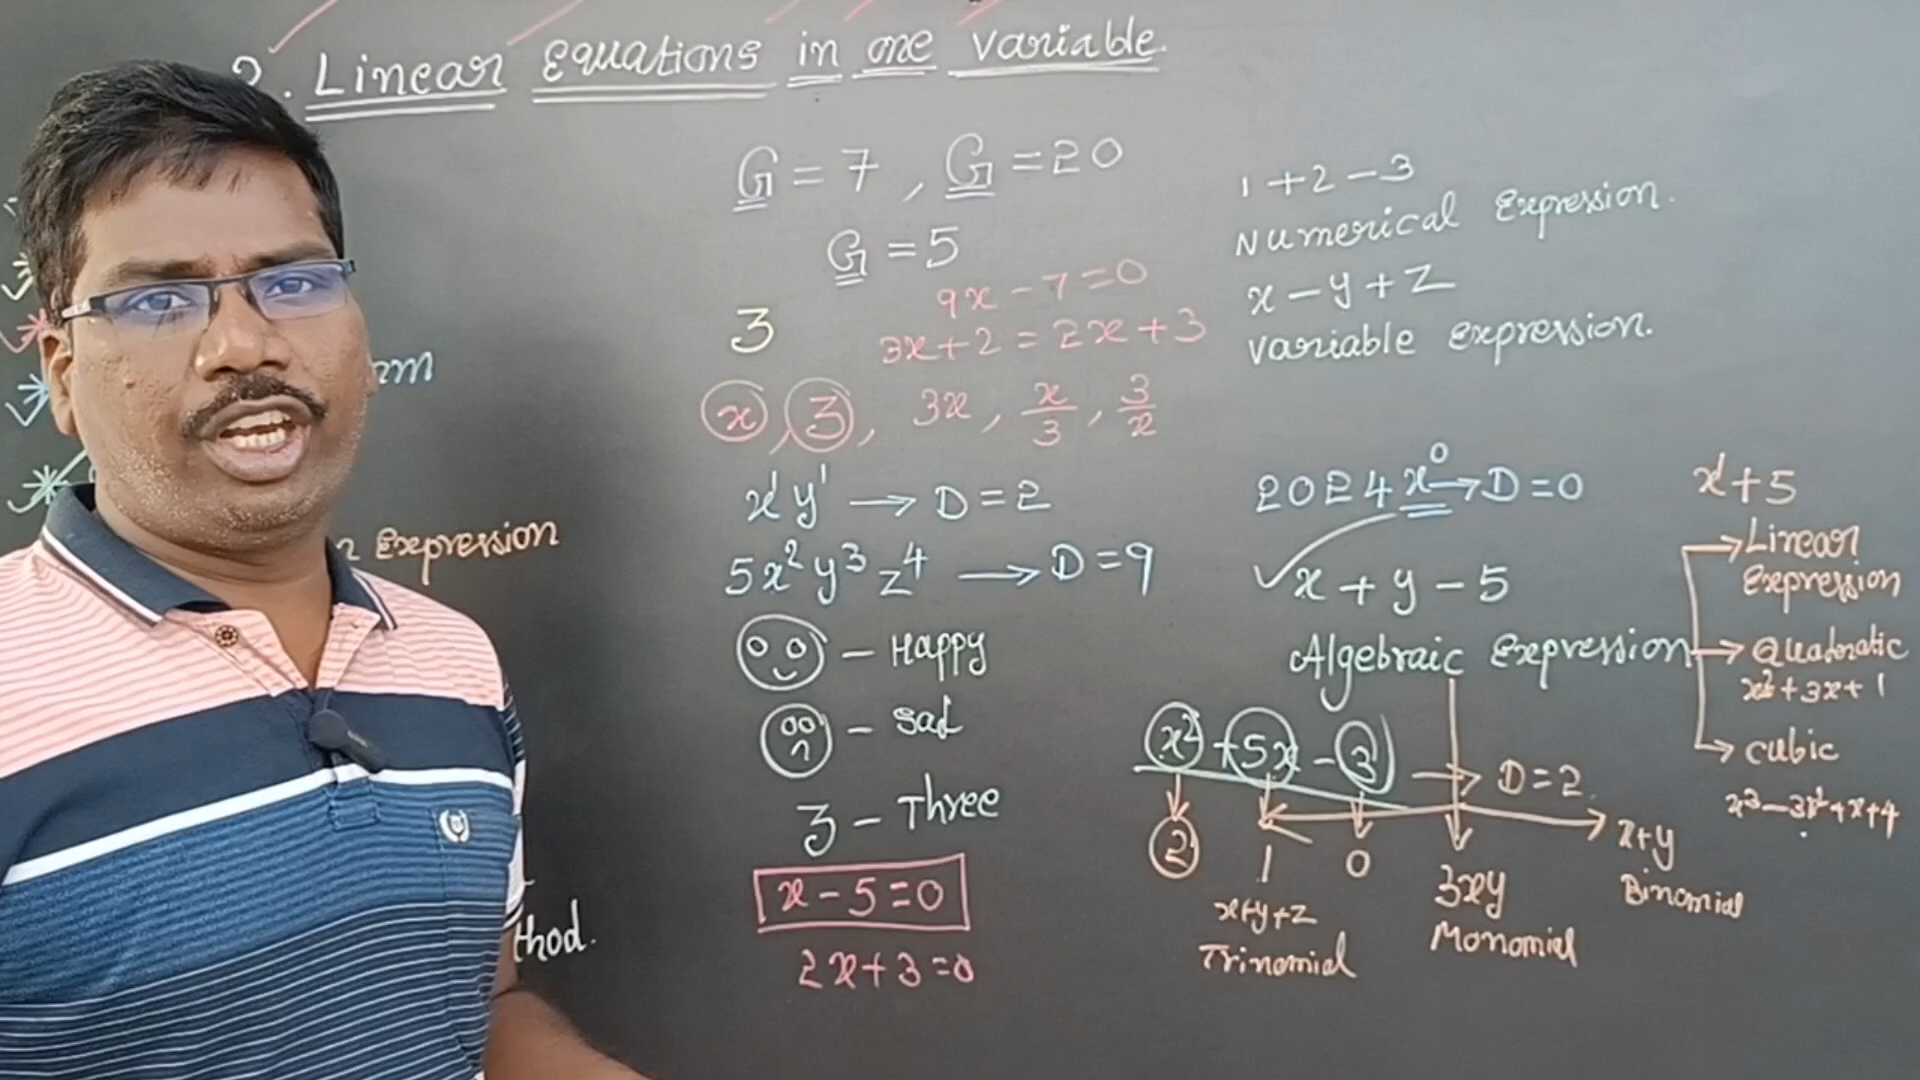 2. Linear Equations in one variable.
G = 7 , G = 20
G = 5
9x - 7 = 0
3
3x + 2 = 2x + 3
x, 3, 3x, x/3, 3/x
x¹y¹ → D = 2
5x²y³z⁴ → D = 9
- Happy
- Sad
3 - Three
x - 5 = 0
2x + 3 = 0
Expression
thod.
1 + 2 - 3
Numerical Expression.
x - y + z
variable expression.
2024x⁰ → D = 0
x + y - 5
Algebraic Expression
x¹ + 5
Linear
Expression
Quadratic
x² + 3x + 1
cubic
x³ - 3x² + x + 4
x² + 5x - 3 → D = 2
2 1 0
x+y+z
Trinomial
3xy
Monomial
x+y
Binomial